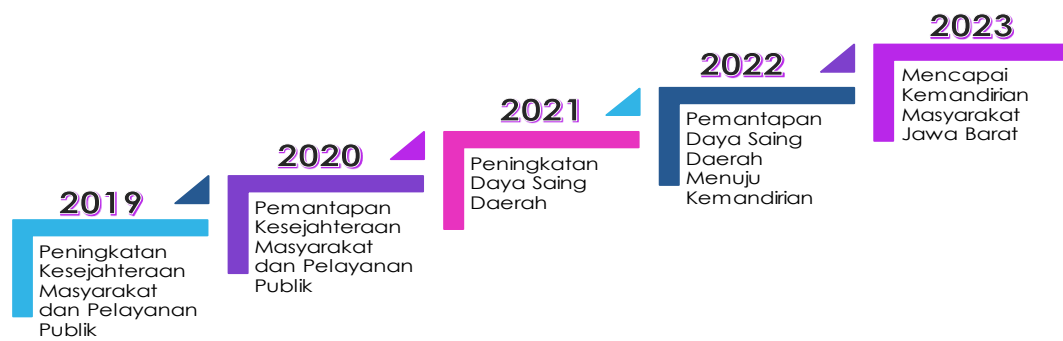 2019
Peningkatan
Kesejahteraan
Masyarakat
dan Pelayanan
Publik
2020
Pemantapan
Kesejahteraan
Masyarakat
dan Pelayanan
Publik
2021
Peningkatan
Daya Saing
Daerah
2022
Pemantapan
Daya Saing
Daerah
Menuju
Kemandirian
2023
Mencapai
Kemandirian
Masyarakat
Jawa Barat